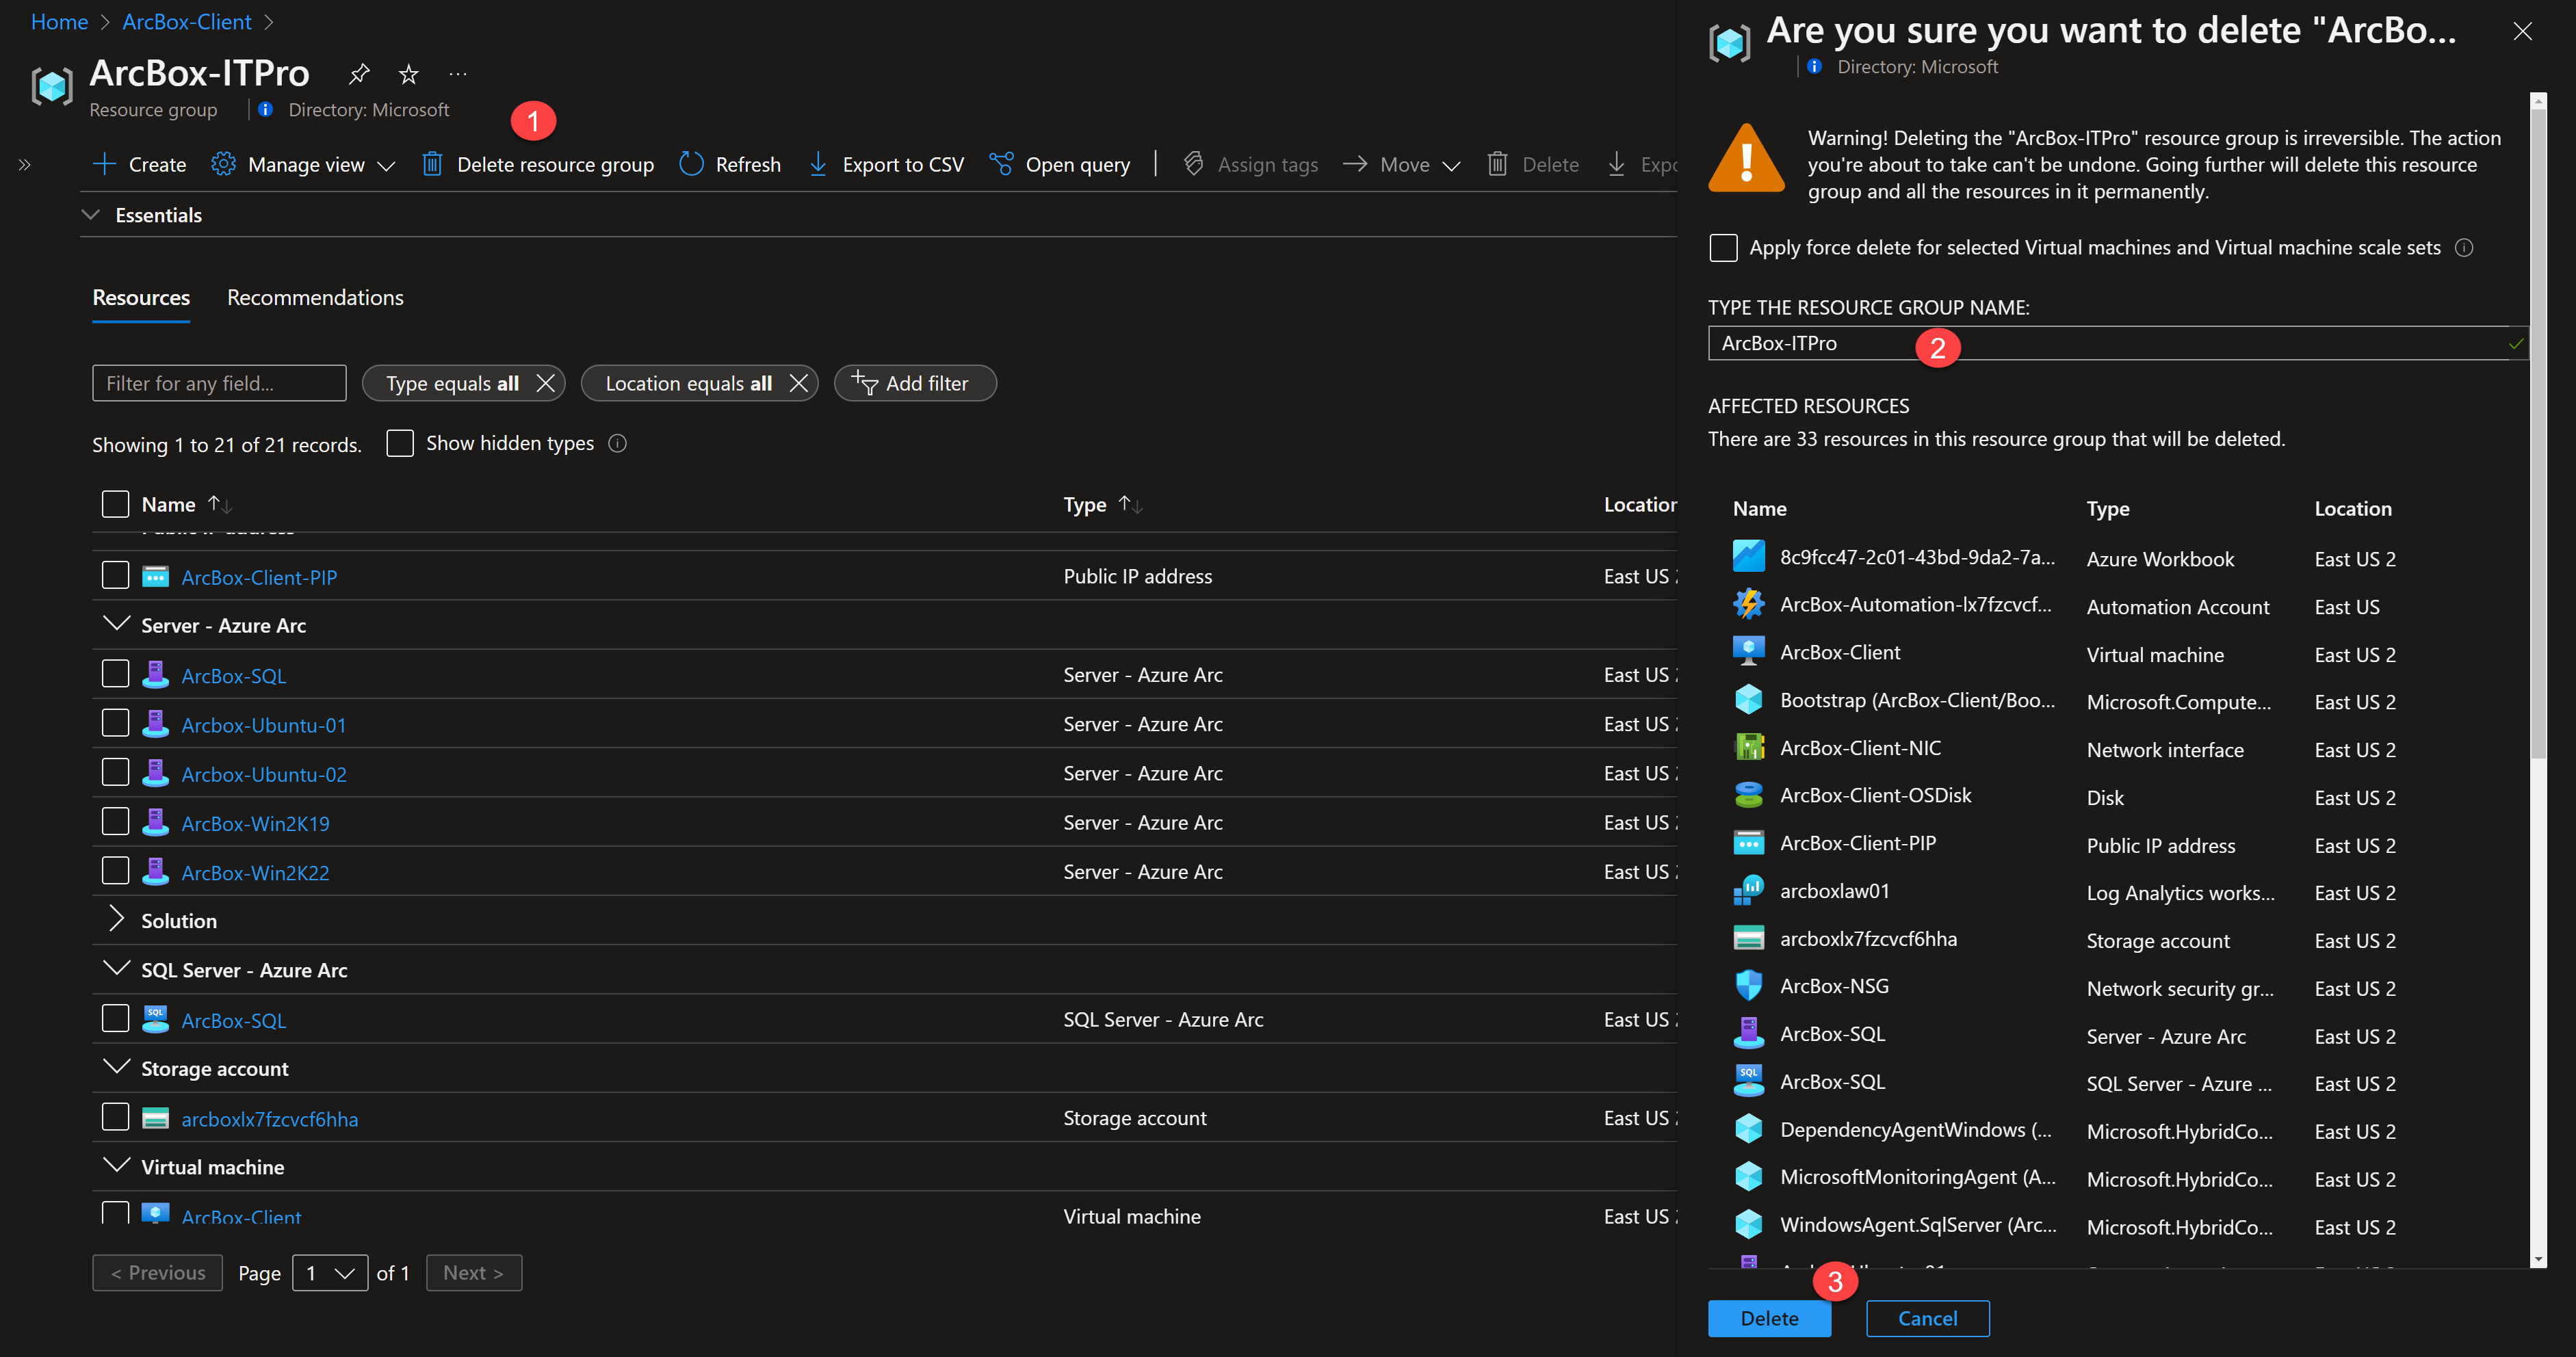 Home > ArcBox-Client >
ArcBox-ITPro ...
Resource group | Directory: Microsoft
1
Create Manage view Delete resource group Refresh Export to CSV Open query | Assign tags Move Delete Expo
Essentials
Resources Recommendations
Filter for any field... Type equals all Location equals all Add filter
Showing 1 to 21 of 21 records. Show hidden types
Name Type Location
Public IP address
ArcBox-Client-PIP Public IP address East US 2
Server - Azure Arc
ArcBox-SQL Server - Azure Arc East US 2
Arcbox-Ubuntu-01 Server - Azure Arc East US 2
Arcbox-Ubuntu-02 Server - Azure Arc East US 2
ArcBox-Win2K19 Server - Azure Arc East US 2
ArcBox-Win2K22 Server - Azure Arc East US 2
Solution
SQL Server - Azure Arc
SQL ArcBox-SQL SQL Server - Azure Arc East US 2
Storage account
arcboxlx7fzcvcf6hha Storage account East US 2
Virtual machine
ArcBox-Client Virtual machine East US 2
< Previous Page 1 of 1 Next >
Are you sure you want to delete "ArcBo...
Directory: Microsoft
Warning! Deleting the "ArcBox-ITPro" resource group is irreversible. The action
you're about to take can't be undone. Going further will delete this resource
group and all the resources in it permanently.
Apply force delete for selected Virtual machines and Virtual machine scale sets
TYPE THE RESOURCE GROUP NAME:
ArcBox-ITPro 2
AFFECTED RESOURCES
There are 33 resources in this resource group that will be deleted.
Name Type Location
8c9fcc47-2c01-43bd-9da2-7a... Azure Workbook East US 2
ArcBox-Automation-lx7fzcvcf... Automation Account East US
ArcBox-Client Virtual machine East US 2
Bootstrap (ArcBox-Client/Boo... Microsoft.Compute... East US 2
ArcBox-Client-NIC Network interface East US 2
ArcBox-Client-OSDisk Disk East US 2
ArcBox-Client-PIP Public IP address East US 2
arcboxlaw01 Log Analytics works... East US 2
arcboxlx7fzcvcf6hha Storage account East US 2
ArcBox-NSG Network security gr... East US 2
ArcBox-SQL Server - Azure Arc East US 2
SQL ArcBox-SQL SQL Server - Azure ... East US 2
DependencyAgentWindows (... Microsoft.HybridCo... East US 2
MicrosoftMonitoringAgent (A... Microsoft.HybridCo... East US 2
WindowsAgent.SqlServer (Arc... Microsoft.HybridCo... East US 2
3
Delete Cancel